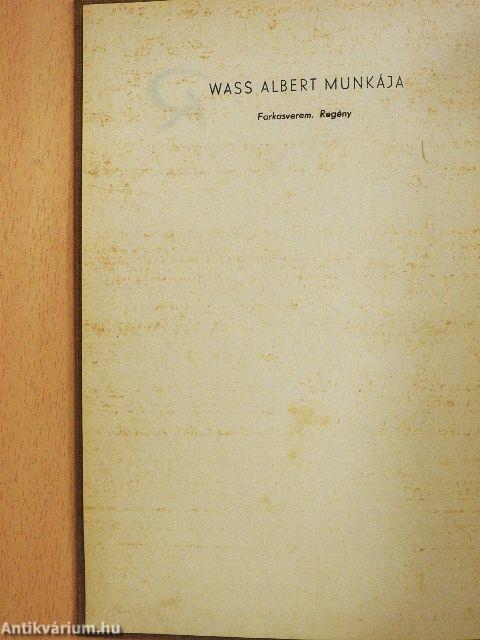 WASS ALBERT MUNKÁJA
Farkasverem. Regény
Antikvárium.hu